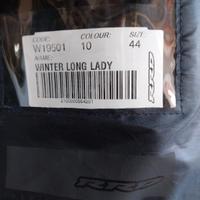 CODE: COLOUR: SIZE
W19501 10 44
NAME:
WINTER LONG LADY
RRD
RRD